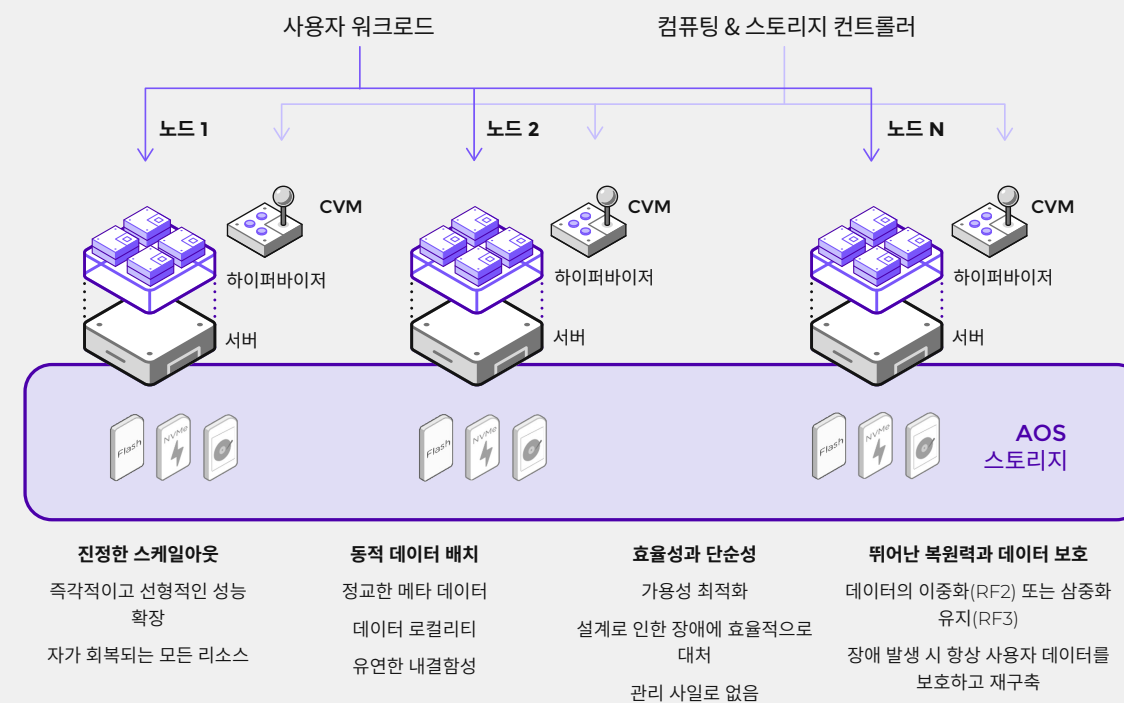 사용자 워크로드
컴퓨팅 & 스토리지 컨트롤러
노드 1
노드 2
노드 N
CVM
CVM
CVM
하이퍼바이저
하이퍼바이저
하이퍼바이저
서버
서버
서버
Flash
NVMe
Flash
NVMe
Flash
NVMe
AOS
스토리지
진정한 스케일아웃
즉각적이고 선형적인 성능
확장
자가 회복되는 모든 리소스
동적 데이터 배치
정교한 메타 데이터
데이터 로컬리티
유연한 내결함성
효율성과 단순성
가용성 최적화
설계로 인한 장애에 효율적으로
대처
관리 사일로 없음
뛰어난 복원력과 데이터 보호
데이터의 이중화(RF2) 또는 삼중화
유지(RF3)
장애 발생 시 항상 사용자 데이터를
보호하고 재구축